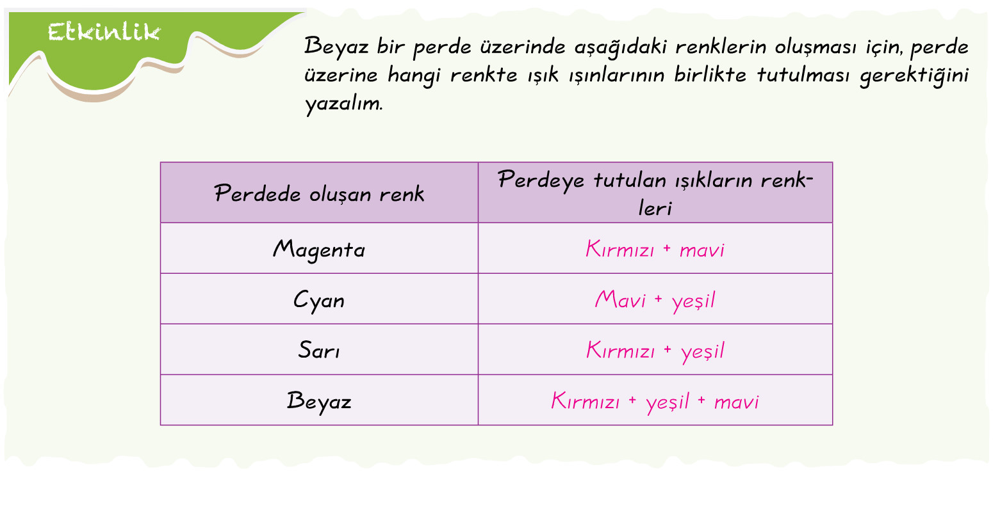 Etkinlik
Beyaz bir perde üzerinde aşağıdaki renklerin oluşması için, perde
üzerine hangi renkte ışık ışınlarının birlikte tutulması gerektiğini
yazalım.
Perdede oluşan renk
Perdeye tutulan ışıkların renk-
leri
Magenta
Kırmızı + mavi
Cyan
Mavi + yeşil
Sarı
Kırmızı + yeşil
Beyaz
Kırmızı + yeşil + mavi